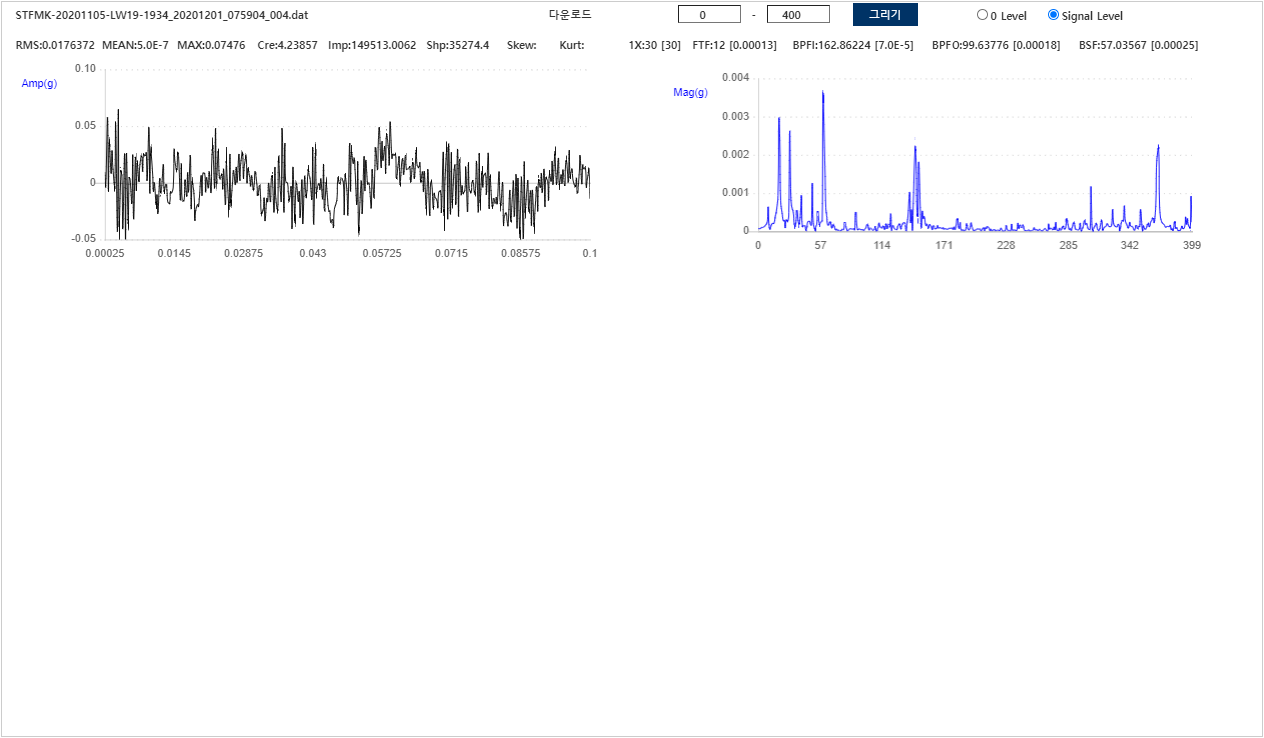 STFMK-20201105-LW19-1934_20201201_075904_004.dat 다운로드 0 - 400 그리기 0 Level Signal Level
RMS:0.0176372 MEAN:5.0E-7 MAX:0.07476 Cre:4.23857 Imp:149513.0062 Shp:35274.4 Skew: Kurt: 1X:30 [30] FTF:12 [0.00013] BPFI:162.86224 [7.0E-5] BPFO:99.63776 [0.00018] BSF:57.03567 [0.00025]
Amp(g)
0.10
0.05
0
-0.05
0.00025 0.0145 0.02875 0.043 0.05725 0.0715 0.08575 0.1
Mag(g)
0.004
0.003
0.002
0.001
0
0 57 114 171 228 285 342 399